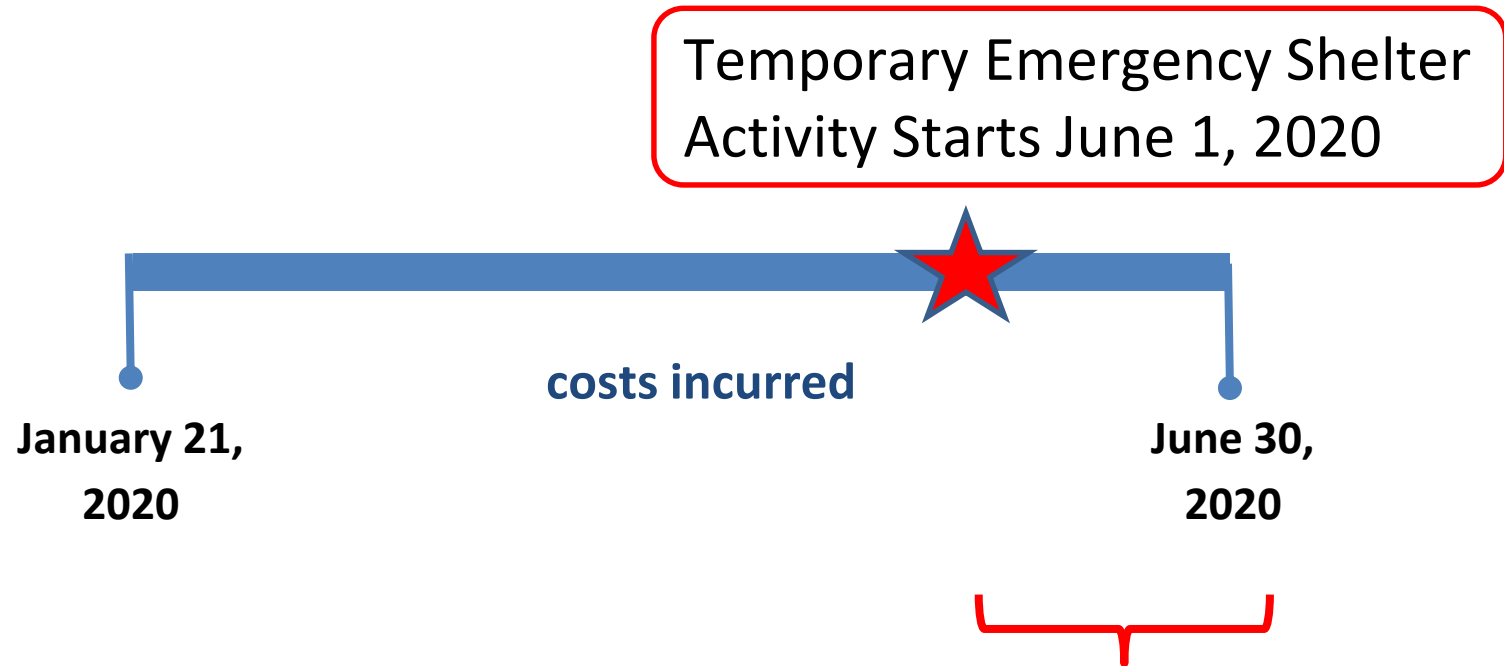 Temporary Emergency Shelter
Activity Starts June 1, 2020
costs incurred
January 21,
2020
June 30,
2020